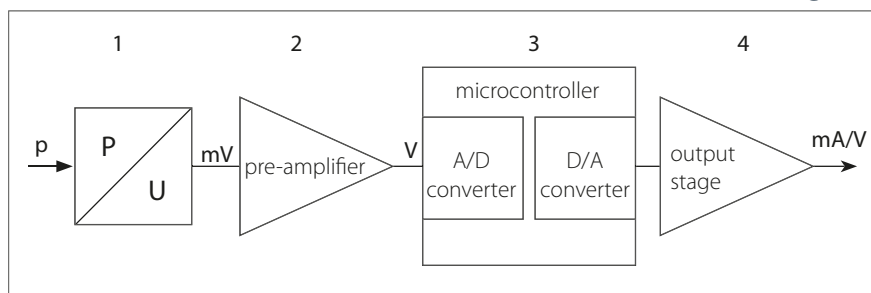 1 2 3 4
microcontroller
p P U mV pre-amplifier V A/D D/A output mA/V
converter converter stage